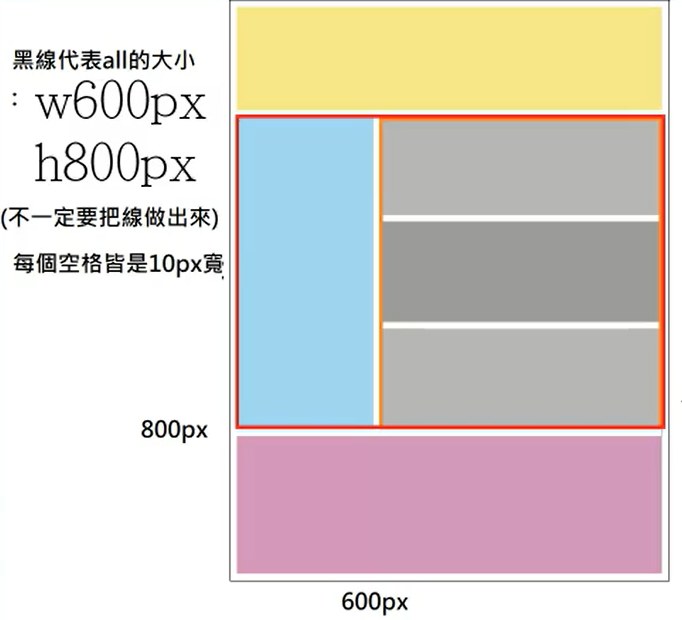 黑線代表all的大小
：w600px
h800px
(不一定要把線做出來)
每個空格皆是10px寬
800px
600px